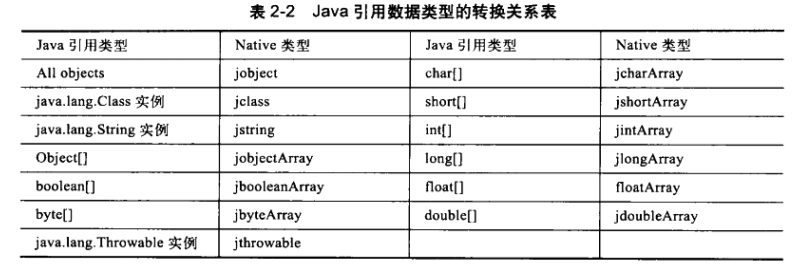 表 2-2 Java 引用数据类型的转换关系表
Java 引用类型 Native 类型 Java 引用类型 Native 类型
All objects jobject char[] jcharArray
java.lang.Class 实例 jclass short[] jshortArray
java.lang.String 实例 jstring int[] jintArray
Object[] jobjectArray long[] jlongArray
boolean[] jbooleanArray float[] floatArray
byte[] jbyteArray double[] jdoubleArray
java.lang.Throwable 实例 jthrowable